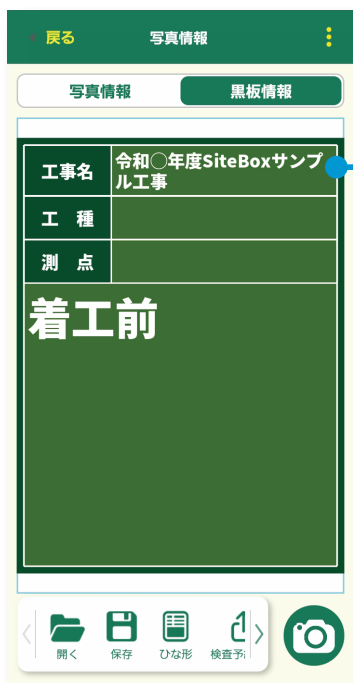 戻る
写真情報
写真情報
黒板情報
工事名
令和○年度SiteBoxサンプ
ル工事
工 種
測 点
着工前
開く
保存
ひな形
検査予